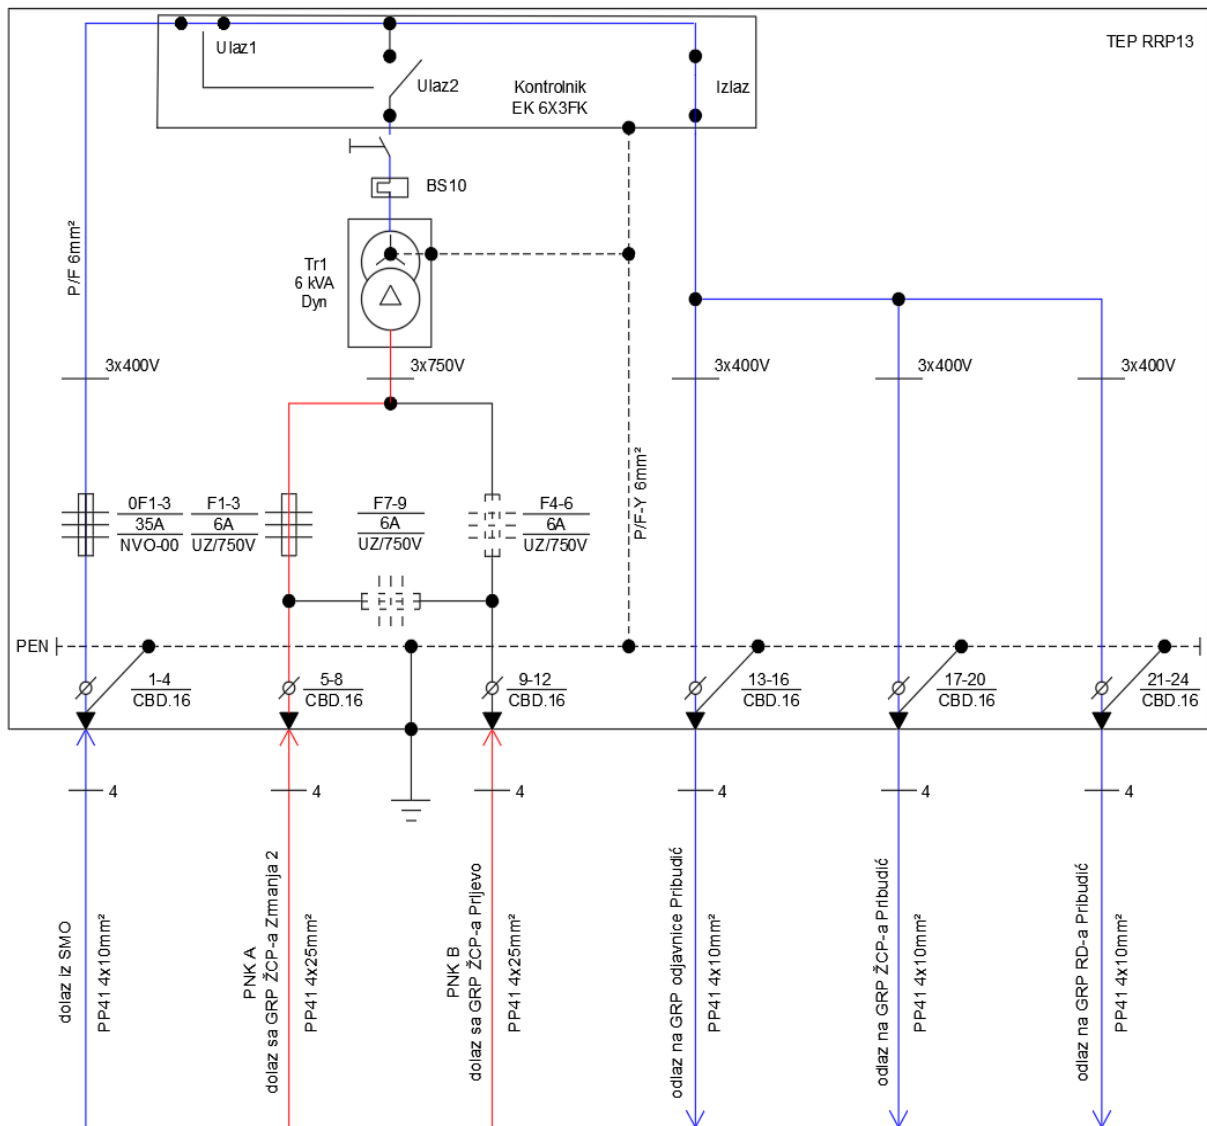 TEP RRP13
Ulaz1
Ulaz2
Kontrolnik
EK 6X3FK
Izlaz
BS10
P/F 6mm²
Tr1
6 kVA
Dyn
3x400V
3x750V
3x400V
3x400V
3x400V
0F1-3
35A
NVO-00
F1-3
6A
UZ/750V
F7-9
6A
UZ/750V
F4-6
6A
UZ/750V
P/F-Y 6mm²
PEN
1-4
CBD.16
5-8
CBD.16
9-12
CBD.16
13-16
CBD.16
17-20
CBD.16
21-24
CBD.16
4
4
4
4
4
4
dolaz iz SMO
PP41 4x10mm²
PNK A
dolaz sa GRP ŽCP-a Zrmanja 2
PP41 4x25mm²
PNK B
dolaz sa GRP ŽCP-a Prljevo
PP41 4x25mm²
odlaz na GRP odjavnice Pribudić
PP41 4x10mm²
odlaz na GRP ŽCP-a Pribudić
PP41 4x10mm²
odlaz na GRP RD-a Pribudić
PP41 4x10mm²